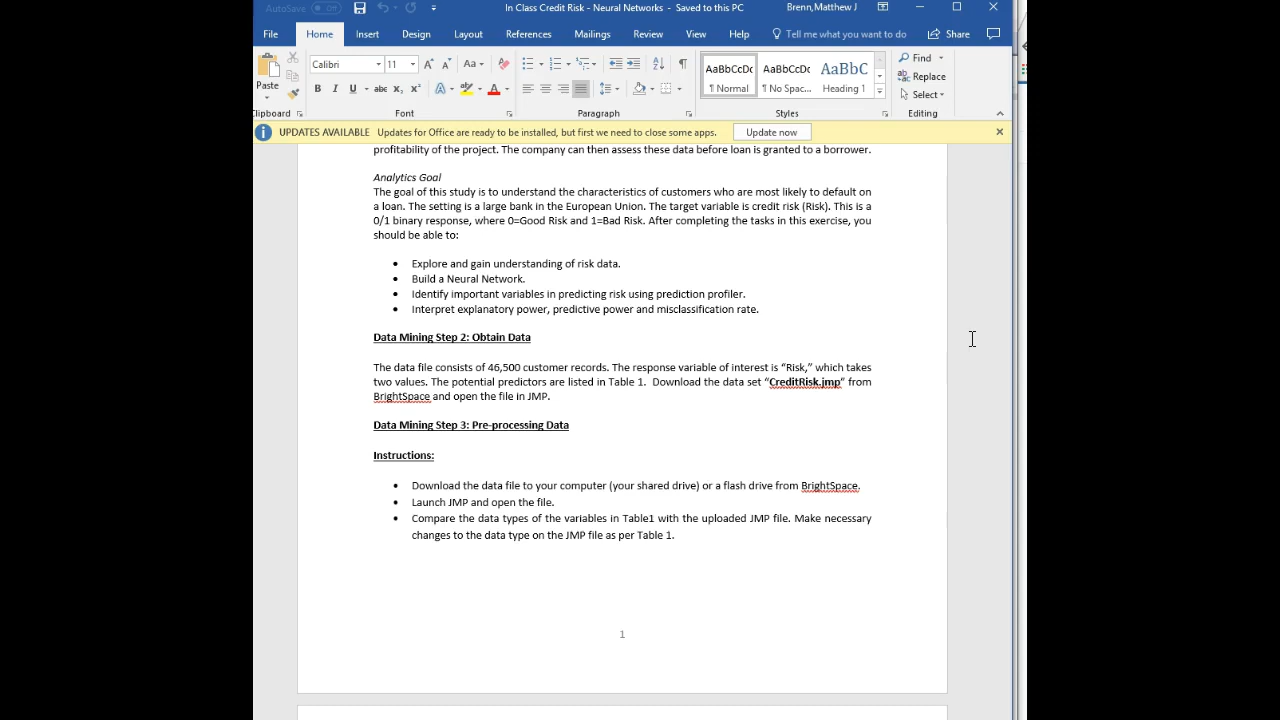 AutoSave Off In Class Credit Risk - Neural Networks - Saved to this PC Brenn,Matthew J
File Home Insert Design Layout References Mailings Review View Help Tell me what you want to do Share
Calibri 11 A A Aa Find
AaBbCcDc AaBbCcDc AaBbC Replace
Paste B I U abc x₂ x² A A ¶ Normal ¶ No Spac... Heading 1 Select
Clipboard Font Paragraph Styles Editing
UPDATES AVAILABLE Updates for Office are ready to be installed, but first we need to close some apps. Update now
profitability of the project. The company can then assess these data before loan is granted to a borrower.
Analytics Goal
The goal of this study is to understand the characteristics of customers who are most likely to default on
a loan. The setting is a large bank in the European Union. The target variable is credit risk (Risk). This is a
0/1 binary response, where 0=Good Risk and 1=Bad Risk. After completing the tasks in this exercise, you
should be able to:
• Explore and gain understanding of risk data.
• Build a Neural Network.
• Identify important variables in predicting risk using prediction profiler.
• Interpret explanatory power, predictive power and misclassification rate.
Data Mining Step 2: Obtain Data
The data file consists of 46,500 customer records. The response variable of interest is “Risk,” which takes
two values. The potential predictors are listed in Table 1. Download the data set “CreditRisk.jmp” from
BrightSpace and open the file in JMP.
Data Mining Step 3: Pre-processing Data
Instructions:
• Download the data file to your computer (your shared drive) or a flash drive from BrightSpace.
• Launch JMP and open the file.
• Compare the data types of the variables in Table1 with the uploaded JMP file. Make necessary
changes to the data type on the JMP file as per Table 1.
1